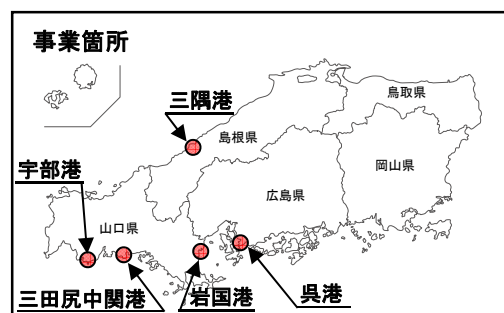 事業箇所
三隅港
鳥取県
島根県
岡山県
宇部港
広島県
山口県
三田尻中関港
岩国港
呉港